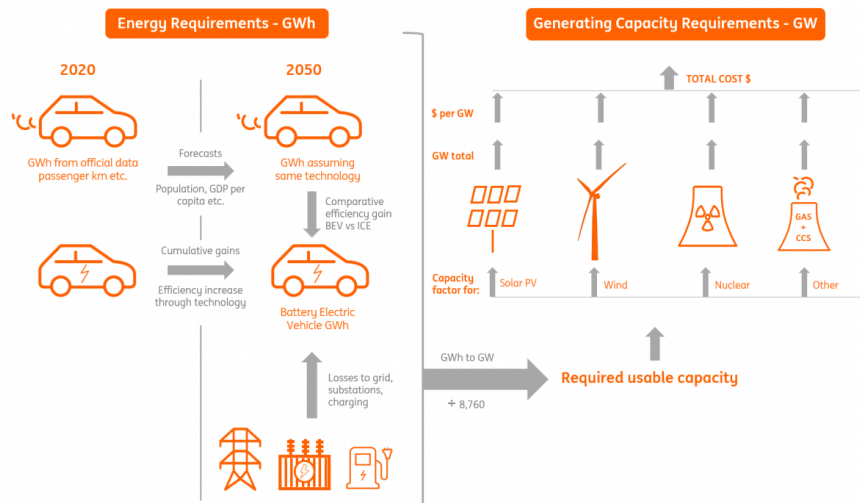 Energy Requirements - GWh
Generating Capacity Requirements - GW
2020
2050
GWh from official data
passenger km etc.
Forecasts
Population, GDP per
capita etc.
GWh assuming
same technology
Comparative
efficiency gain
BEV vs ICE
Cumulative gains
Efficiency increase
through technology
Battery Electric
Vehicle GWh
Losses to grid,
substations,
charging
GWh to GW
÷ 8,760
TOTAL COST $
$ per GW
GW total
GAS
+
CCS
Capacity
factor for:
Solar PV
Wind
Nuclear
Other
Required usable capacity